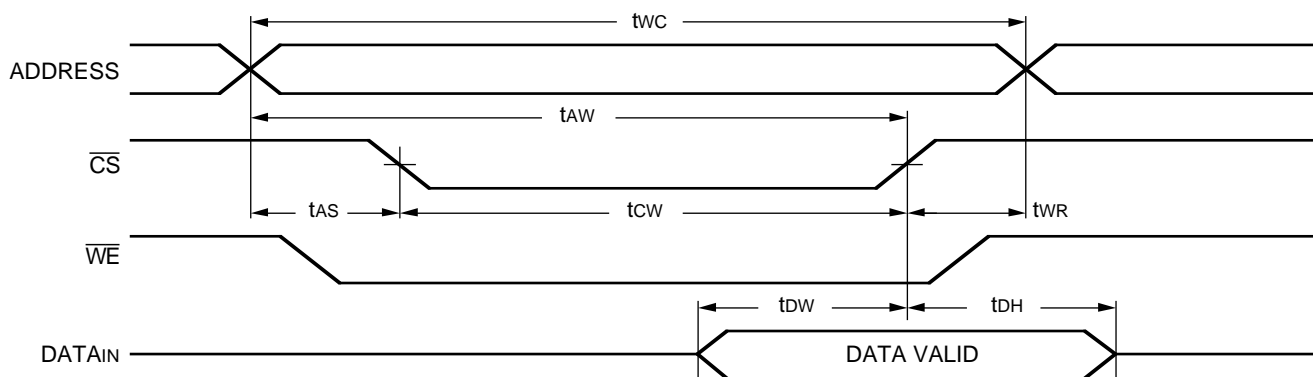 tWC
ADDRESS
tAW
CS
tAS
tCW
tWR
WE
tDW
tDH
DATAIN
DATA VALID